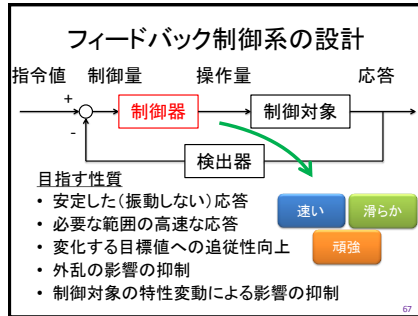 フィードバック制御系の設計
指令値 制御量 操作量 応答
+
制御器 制御対象
-
検出器
目指す性質
• 安定した(振動しない)応答
• 必要な範囲の高速な応答
• 変化する目標値への追従性向上
• 外乱の影響の抑制
• 制御対象の特性変動による影響の抑制
速い 滑らか
頑強
67